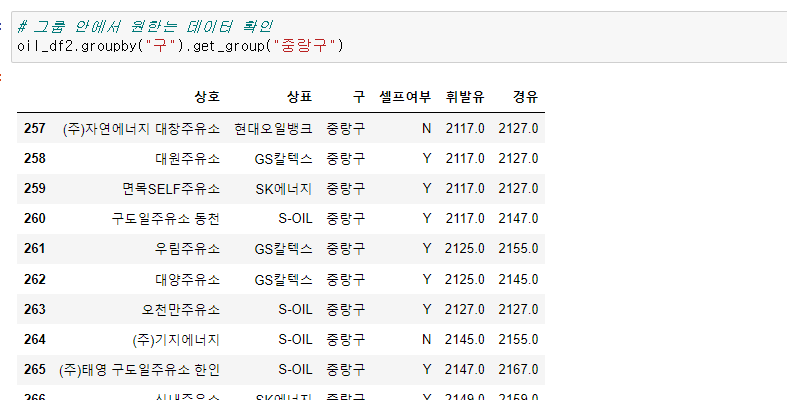 # 그룹 안에서 원한는 데이터 확인
oil_df2.groupby("구").get_group("중랑구")
상호 상표 구 셀프여부 휘발유 경유
257 (주)자연에너지 대창주유소 현대오일뱅크 중랑구 N 2117.0 2127.0
258 대원주유소 GS칼텍스 중랑구 Y 2117.0 2127.0
259 면목SELF주유소 SK에너지 중랑구 Y 2117.0 2127.0
260 구도일주유소 동천 S-OIL 중랑구 Y 2117.0 2147.0
261 우림주유소 GS칼텍스 중랑구 Y 2125.0 2155.0
262 대양주유소 GS칼텍스 중랑구 Y 2125.0 2145.0
263 오천만주유소 S-OIL 중랑구 Y 2127.0 2127.0
264 (주)기지에너지 S-OIL 중랑구 N 2145.0 2155.0
265 (주)태영 구도일주유소 한인 S-OIL 중랑구 Y 2147.0 2167.0
266 신내주유소 SK에너지 중랑구 Y 2149.0 2159.0